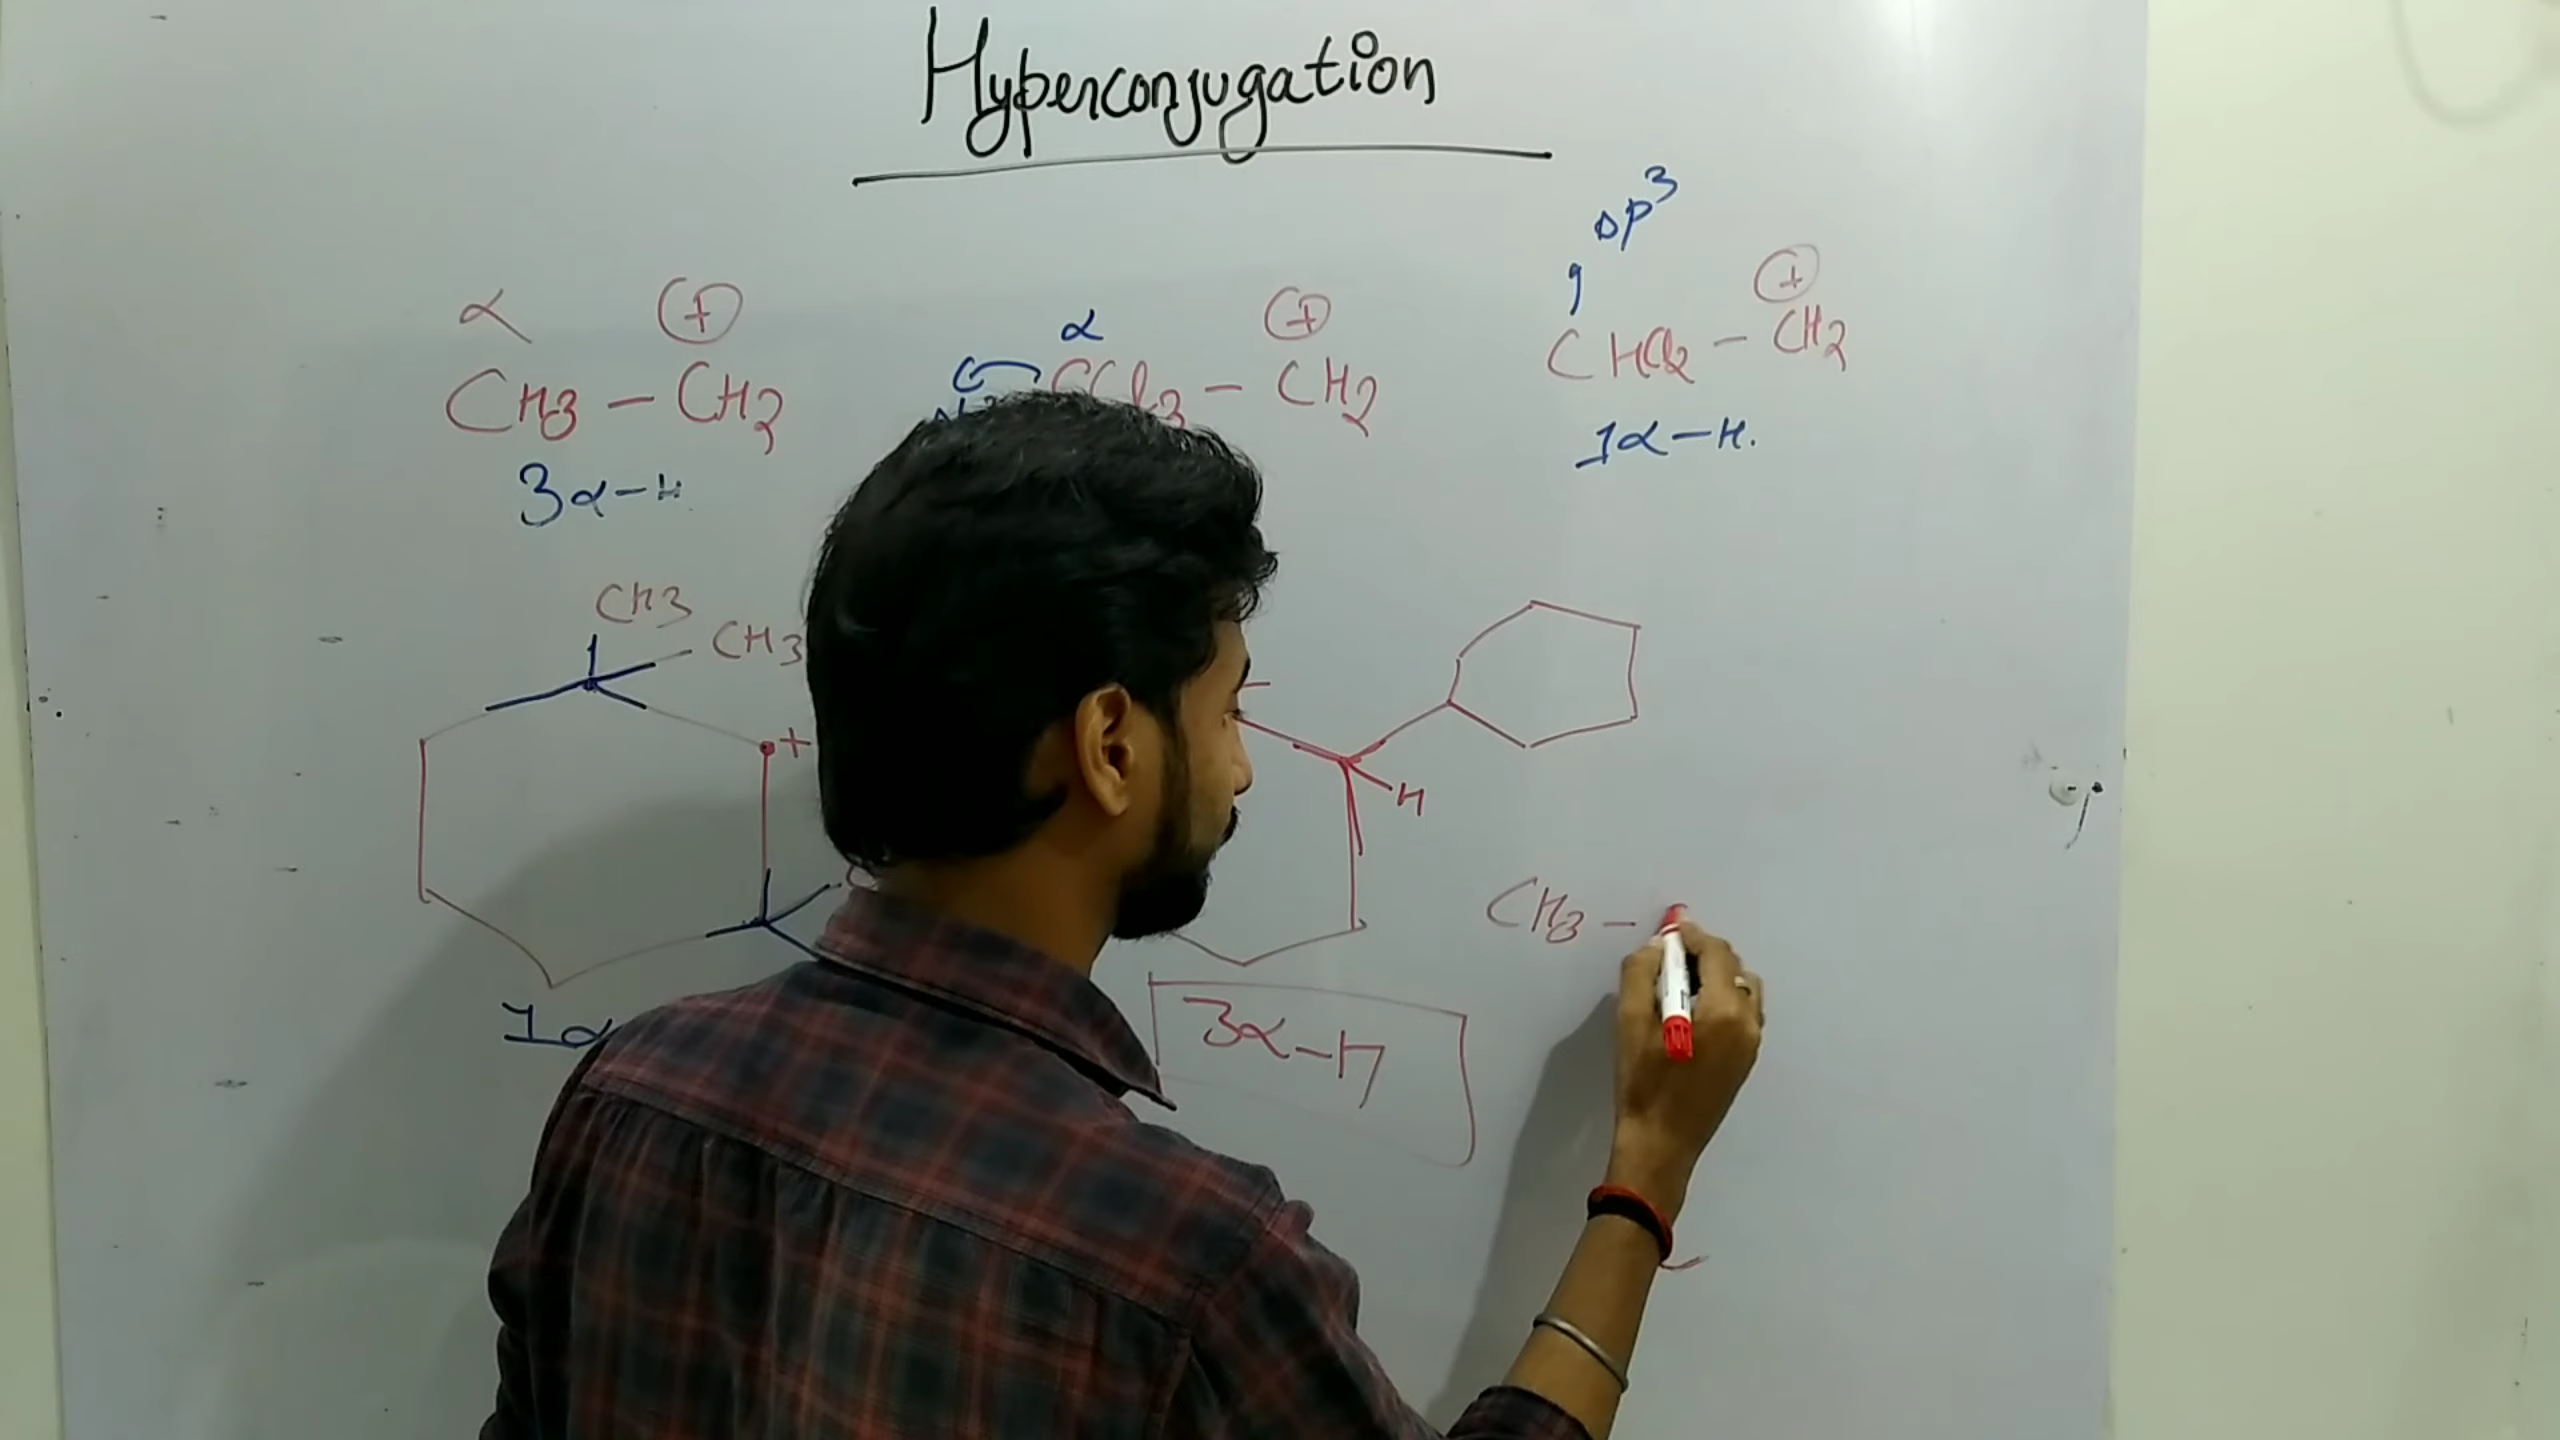 Hyperconjugation
sp³
α ⊕
CH3 – CH2
3α–H
α ⊕
CCl3 – CH2
⊕
CHCl2 – CH2
1α–H.
CH3
CH3
+
1α
H
3α–H
CH3 –